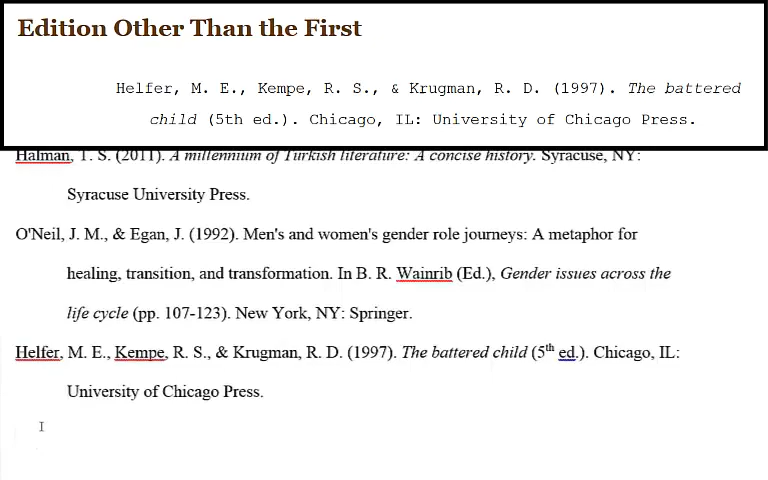 Edition Other Than the First
Helfer, M. E., Kempe, R. S., & Krugman, R. D. (1997). The battered
child (5th ed.). Chicago, IL: University of Chicago Press.
Halman, T. S. (2011). A millennium of Turkish literature: A concise history. Syracuse, NY:
Syracuse University Press.
O'Neil, J. M., & Egan, J. (1992). Men's and women's gender role journeys: A metaphor for
healing, transition, and transformation. In B. R. Wainrib (Ed.), Gender issues across the
life cycle (pp. 107-123). New York, NY: Springer.
Helfer, M. E., Kempe, R. S., & Krugman, R. D. (1997). The battered child (5th ed.). Chicago, IL:
University of Chicago Press.